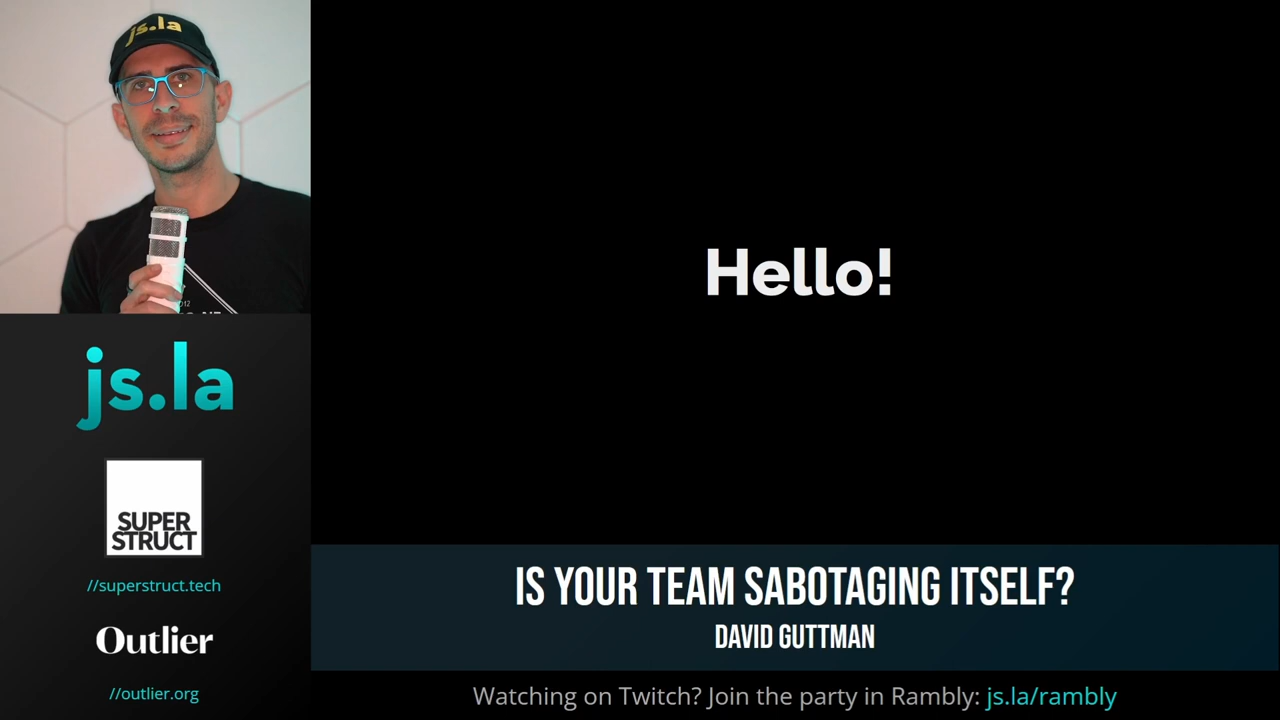 js.la
Hello!
js.la
SUPER
STRUCT
//superstruct.tech
Outlier
//outlier.org
IS YOUR TEAM SABOTAGING ITSELF?
DAVID GUTTMAN
Watching on Twitch? Join the party in Rambly: js.la/rambly